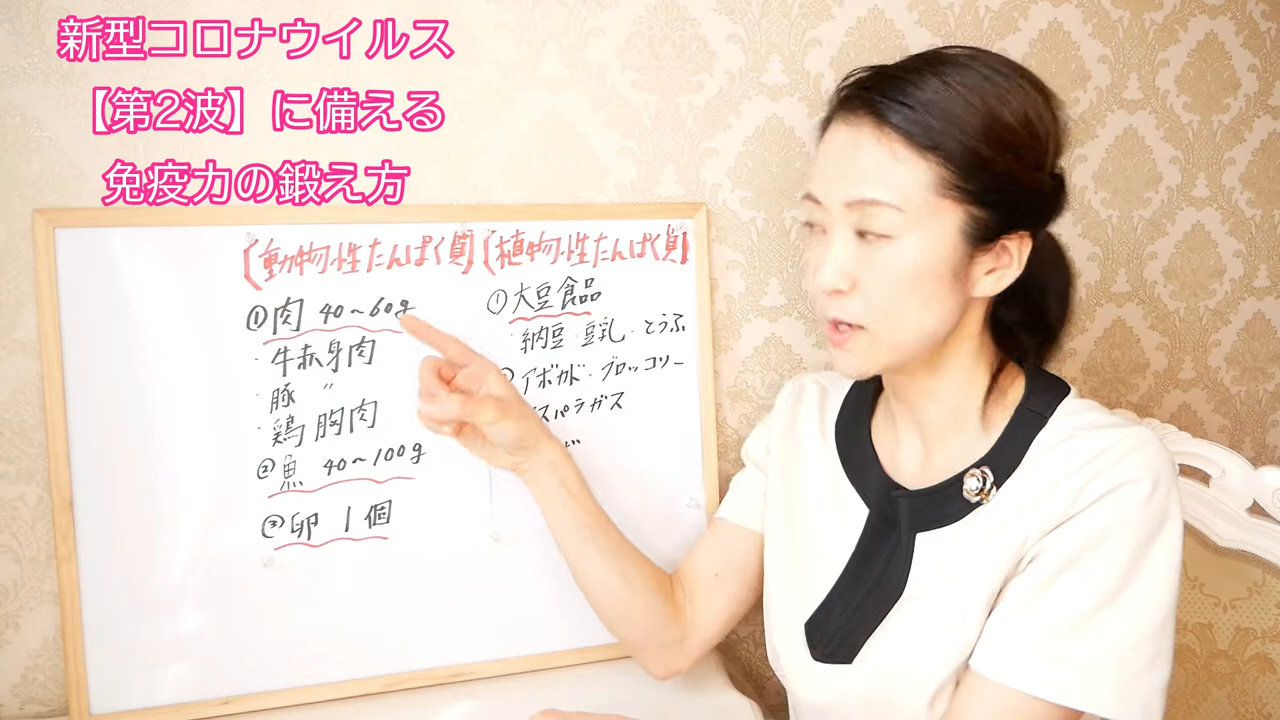 新型コロナウイルス
【第2波】に備える
免疫力の鍛え方
【動物性たんぱく質】
① 肉 40～60g
・牛赤身肉
・豚 〃
・鶏胸肉
② 魚 40～100g
③ 卵 1個
【植物性たんぱく質】
① 大豆食品
・納豆・豆乳・とうふ
アボカド・ブロッコリー
スパラガス